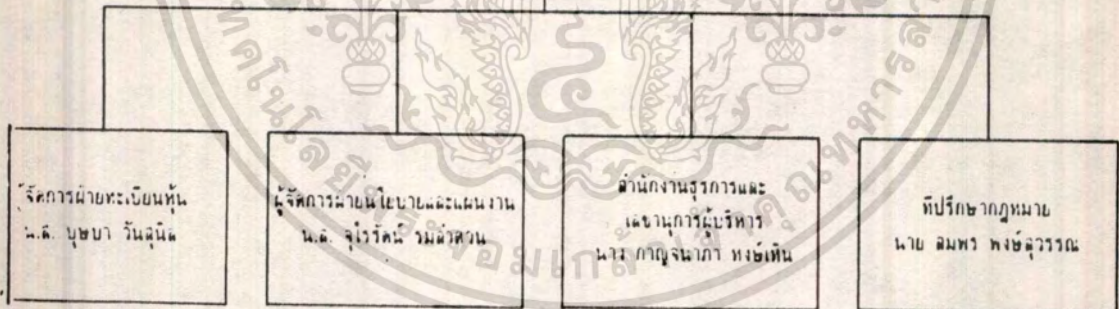 ผู้จัดการฝ่ายทะเบียนหุ้น
น.ส. บุษบา วันสุนิล
ผู้จัดการฝ่ายนโยบายและแผนงาน
น.ส. จุไรรัตน์ รมลำดวน
สำนักงานธุรการและ
เลขานุการผู้บริหาร
นาง กาญจนาภา หงษ์เหิน
ที่ปรึกษากฎหมาย
นาย สมพร พงษ์สุวรรณ